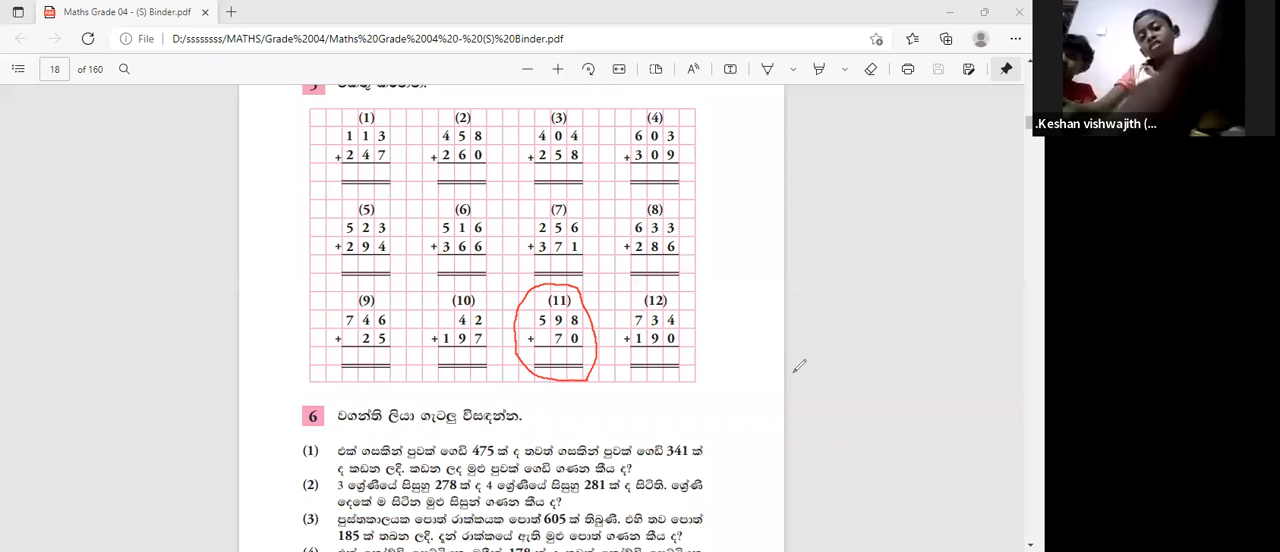 Maths Grade 04 - (S) Binder.pdf
File D:/ssssssss/MATHS/Grade%2004/Maths%20Grade%2004%20-%20(S)%20Binder.pdf
18 of 160
.Keshan vishwajith (...
(1) (2) (3) (4)
1 1 3 4 5 8 4 0 4 6 0 3
+ 2 4 7 + 2 6 0 + 2 5 8 + 3 0 9
(5) (6) (7) (8)
5 2 3 5 1 6 2 5 6 6 3 3
+ 2 9 4 + 3 6 6 + 3 7 1 + 2 8 6
(9) (10) (11) (12)
7 4 6 4 2 5 9 8 7 3 4
+ 2 5 + 1 9 7 + 7 0 + 1 9 0
6 වගන්ති ලියා ගැටලු විසඳන්න.
(1) එක් ගසකින් පුවක් ගෙඩි 475 ක් ද තවත් ගසකින් පුවක් ගෙඩි 341 ක්
ද කඩන ලදි. කඩන ලද මුළු පුවක් ගෙඩි ගණන කීය ද?
(2) 3 ශ්‍රේණියේ සිසුහු 278 ක් ද 4 ශ්‍රේණියේ සිසුහු 281 ක් ද සිටිති. ශ්‍රේණි
දෙකේ ම සිටින මුළු සිසුන් ගණන කීය ද?
(3) පුස්තකාලයක පොත් රාක්කයක පොත් 605 ක් තිබුණි. එහි තව පොත්
185 ක් තබන ලදි. දැන් රාක්කයේ ඇති මුළු පොත් ගණන කීය ද?